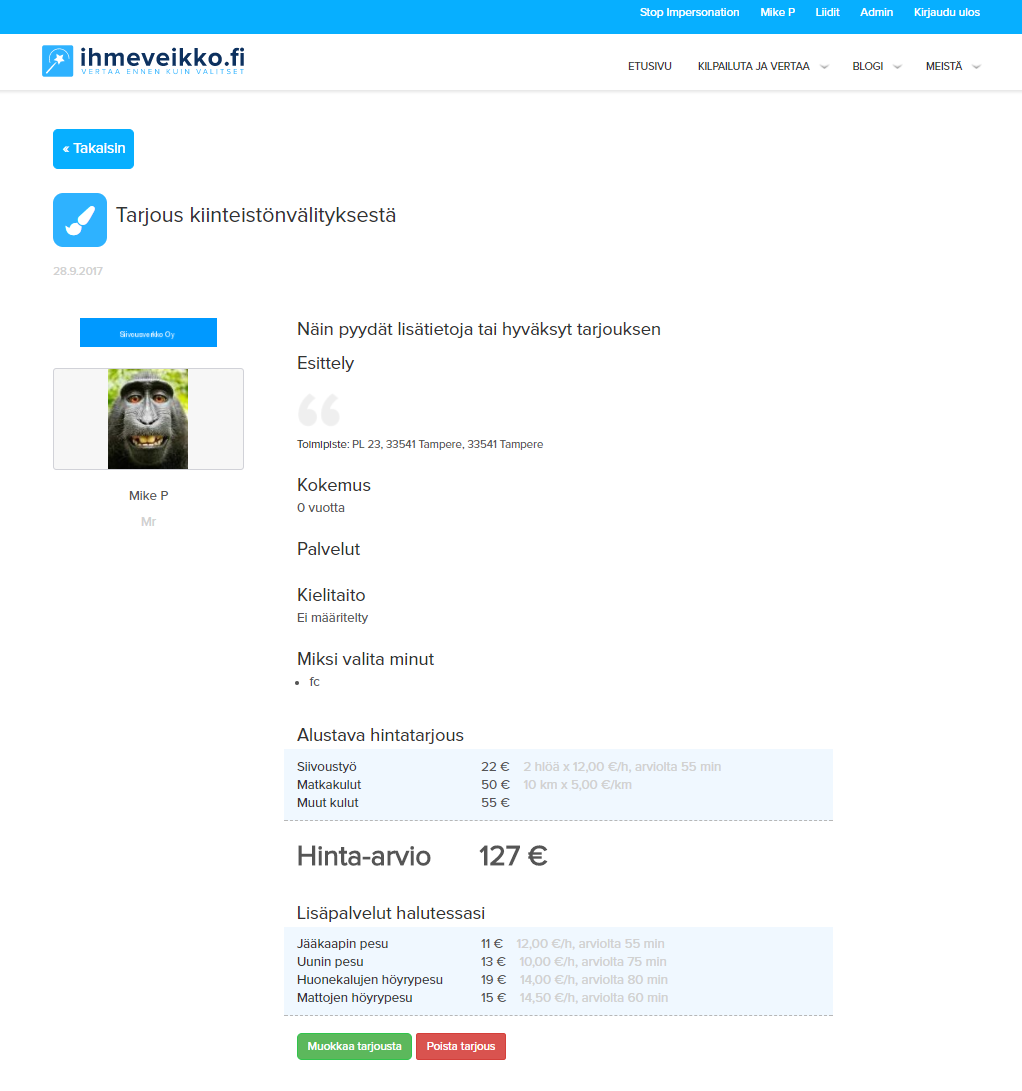 Stop Impersonation Mike P Liidit Admin Kirjaudu ulos
ihmeveikko.fi
VERTAA ENNEN KUIN VALITSET
ETUSIVU KILPAILUTA JA VERTAA BLOGI MEISTÄ
« Takaisin
Tarjous kiinteistönvälityksestä
28.9.2017
Siivousverkko Oy
Mike P
Mr
Näin pyydät lisätietoja tai hyväksyt tarjouksen
Esittely
“
Toimipiste: PL 23, 33541 Tampere, 33541 Tampere
Kokemus
0 vuotta
Palvelut
Kielitaito
Ei määritelty
Miksi valita minut
• fc
Alustava hintatarjous
Siivoustyö 22 € 2 hlöä x 12,00 €/h, arviolta 55 min
Matkakulut 50 € 10 km x 5,00 €/km
Muut kulut 55 €
Hinta-arvio 127 €
Lisäpalvelut halutessasi
Jääkaapin pesu 11 € 12,00 €/h, arviolta 55 min
Uunin pesu 13 € 10,00 €/h, arviolta 75 min
Huonekalujen höyrypesu 19 € 14,00 €/h, arviolta 80 min
Mattojen höyrypesu 15 € 14,50 €/h, arviolta 60 min
Muokkaa tarjousta Poista tarjous